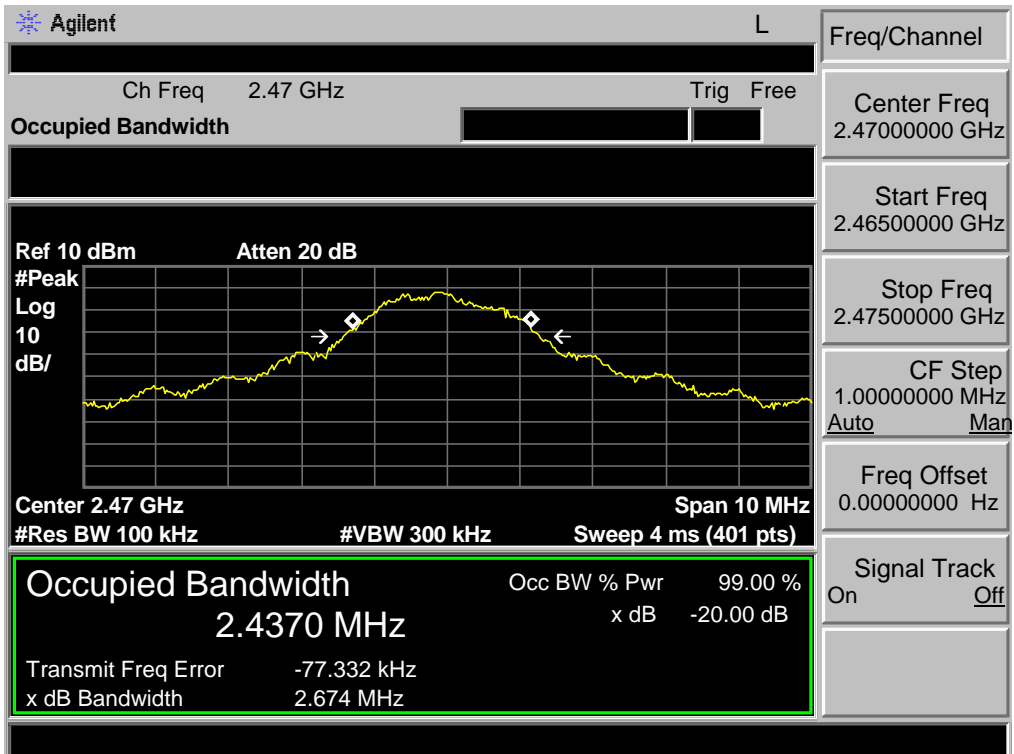 Agilent
L
Ch Freq 2.47 GHz
Trig Free
Occupied Bandwidth
Ref 10 dBm
Atten 20 dB
#Peak
Log
10
dB/
Center 2.47 GHz
Span 10 MHz
#Res BW 100 kHz
#VBW 300 kHz
Sweep 4 ms (401 pts)
Occupied Bandwidth
2.4370 MHz
Occ BW % Pwr 99.00 %
x dB -20.00 dB
Transmit Freq Error -77.332 kHz
x dB Bandwidth 2.674 MHz
Freq/Channel
Center Freq
2.47000000 GHz
Start Freq
2.46500000 GHz
Stop Freq
2.47500000 GHz
CF Step
1.00000000 MHz
Auto Man
Freq Offset
0.00000000 Hz
Signal Track
On Off